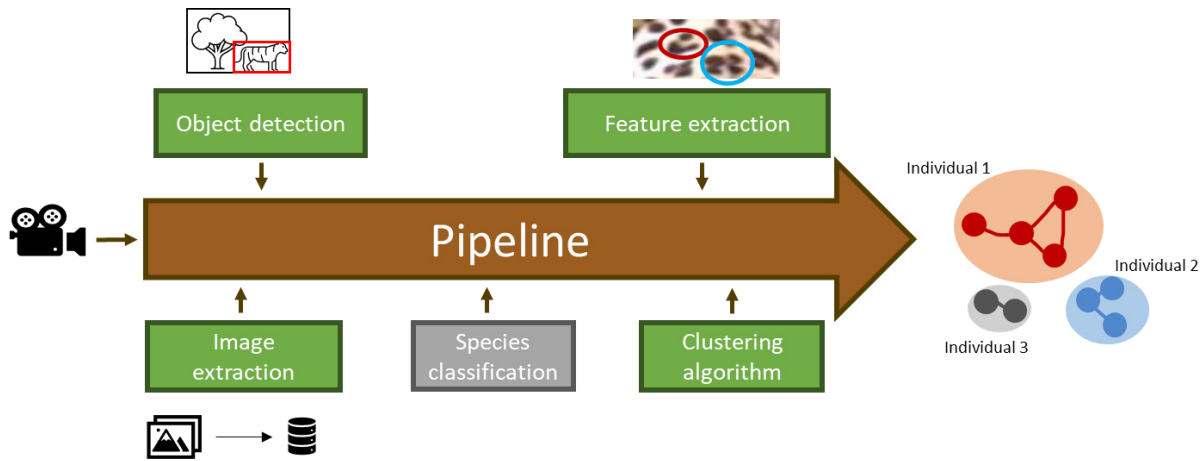 Object detection
Feature extraction
Individual 1
Pipeline
Individual 2
Individual 3
Image
extraction
Species
classification
Clustering
algorithm